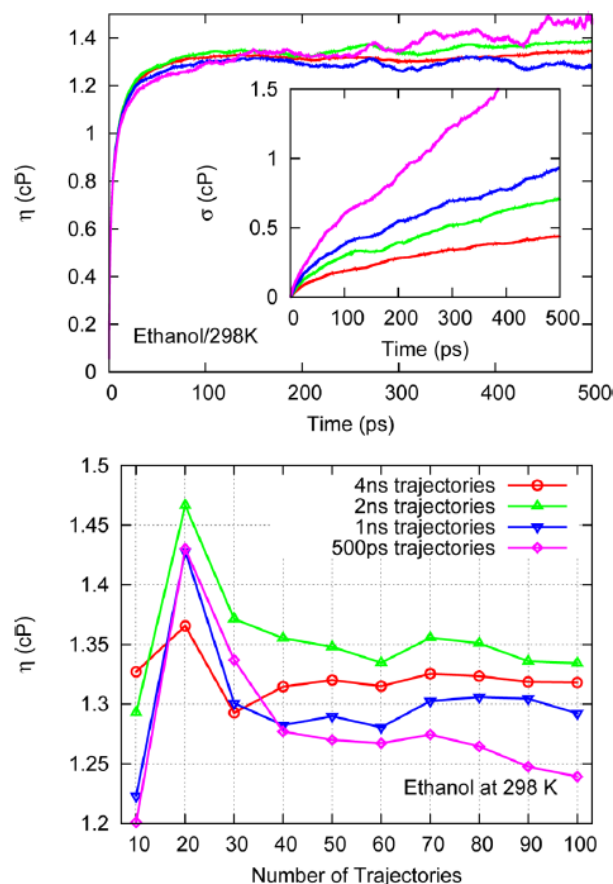 1.4
1.2
1
0.8
0.6
0.4
0.2
0
η (cP)
0
100
200
300
400
500
Time (ps)
Ethanol/298K
1.5
1
0.5
0
σ (cP)
0
100
200
300
400
500
Time (ps)
1.5
1.45
1.4
1.35
1.3
1.25
1.2
η (cP)
4ns trajectories
2ns trajectories
1ns trajectories
500ps trajectories
Ethanol at 298 K
10 20 30 40 50 60 70 80 90 100
Number of Trajectories